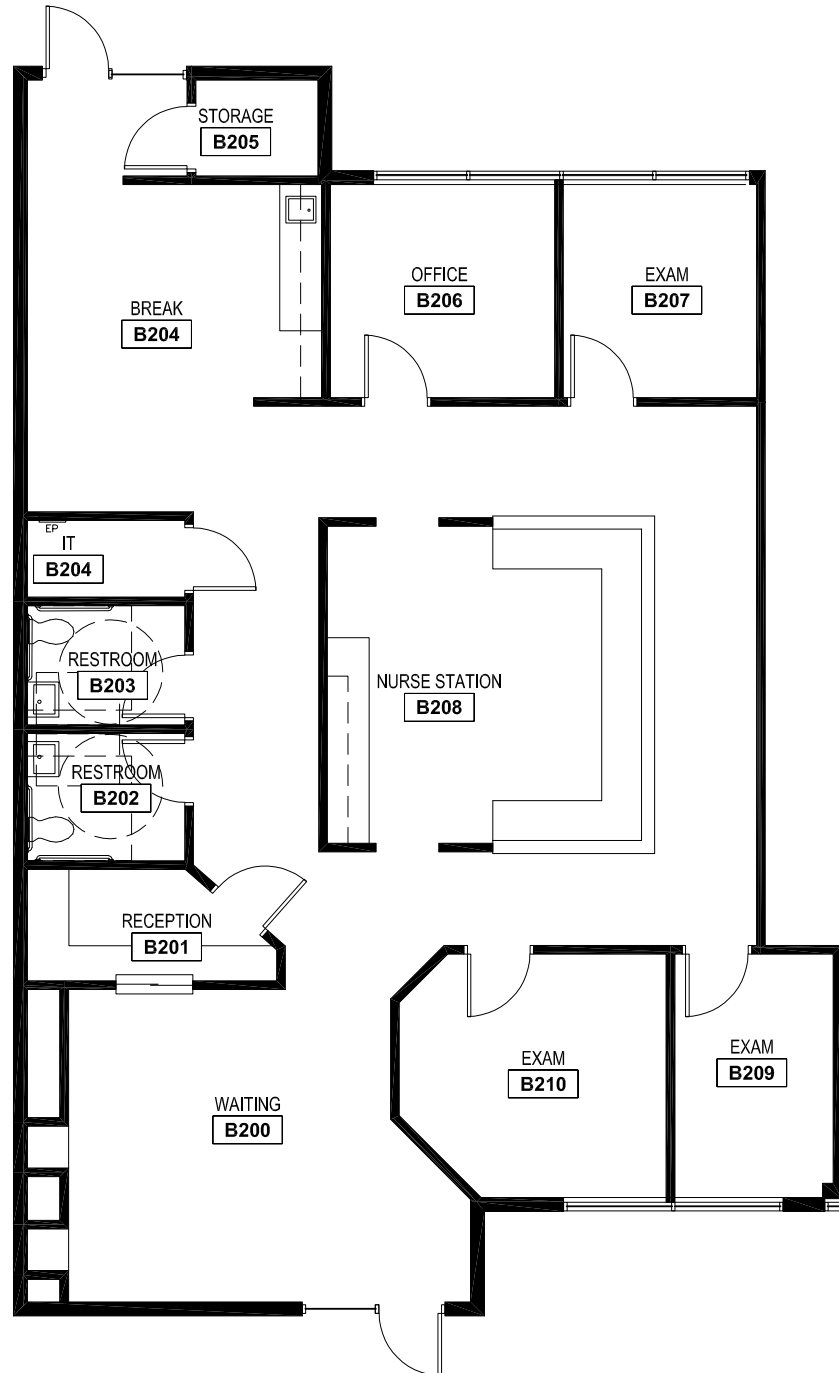 STORAGE
B205
OFFICE
B206
EXAM
B207
BREAK
B204
EP
IT
B204
RESTROOM
B203
NURSE STATION
B208
RESTROOM
B202
RECEPTION
B201
EXAM
B210
EXAM
B209
WAITING
B200